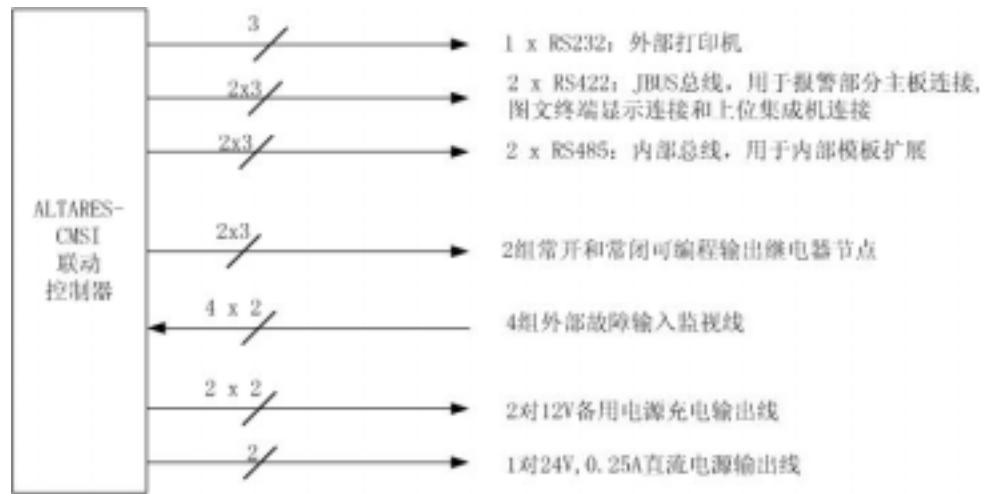 ALTARES-
CMSI
联动
控制器
3
1 x RS232: 外部打印机
2x3
2 x RS422: JBUS总线, 用于报警部分主板连接,
图文终端显示连接和上位集成机连接
2x3
2 x RS485: 内部总线, 用于内部模板扩展
2x3
2组常开和常闭可编程输出继电器节点
4 x 2
4组外部故障输入监视线
2 x 2
2对12V备用电源充电输出线
2
1对24V,0.25A直流电源输出线